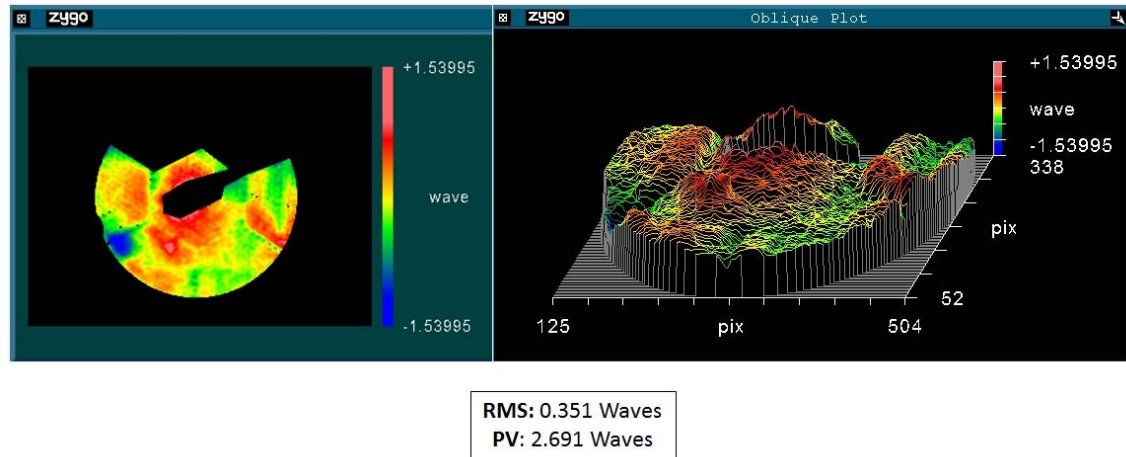 zygo
+1.53995
wave
-1.53995
zygo
Oblique Plot
+1.53995
wave
-1.53995
338
pix
52
125
pix
504
RMS: 0.351 Waves
PV: 2.691 Waves